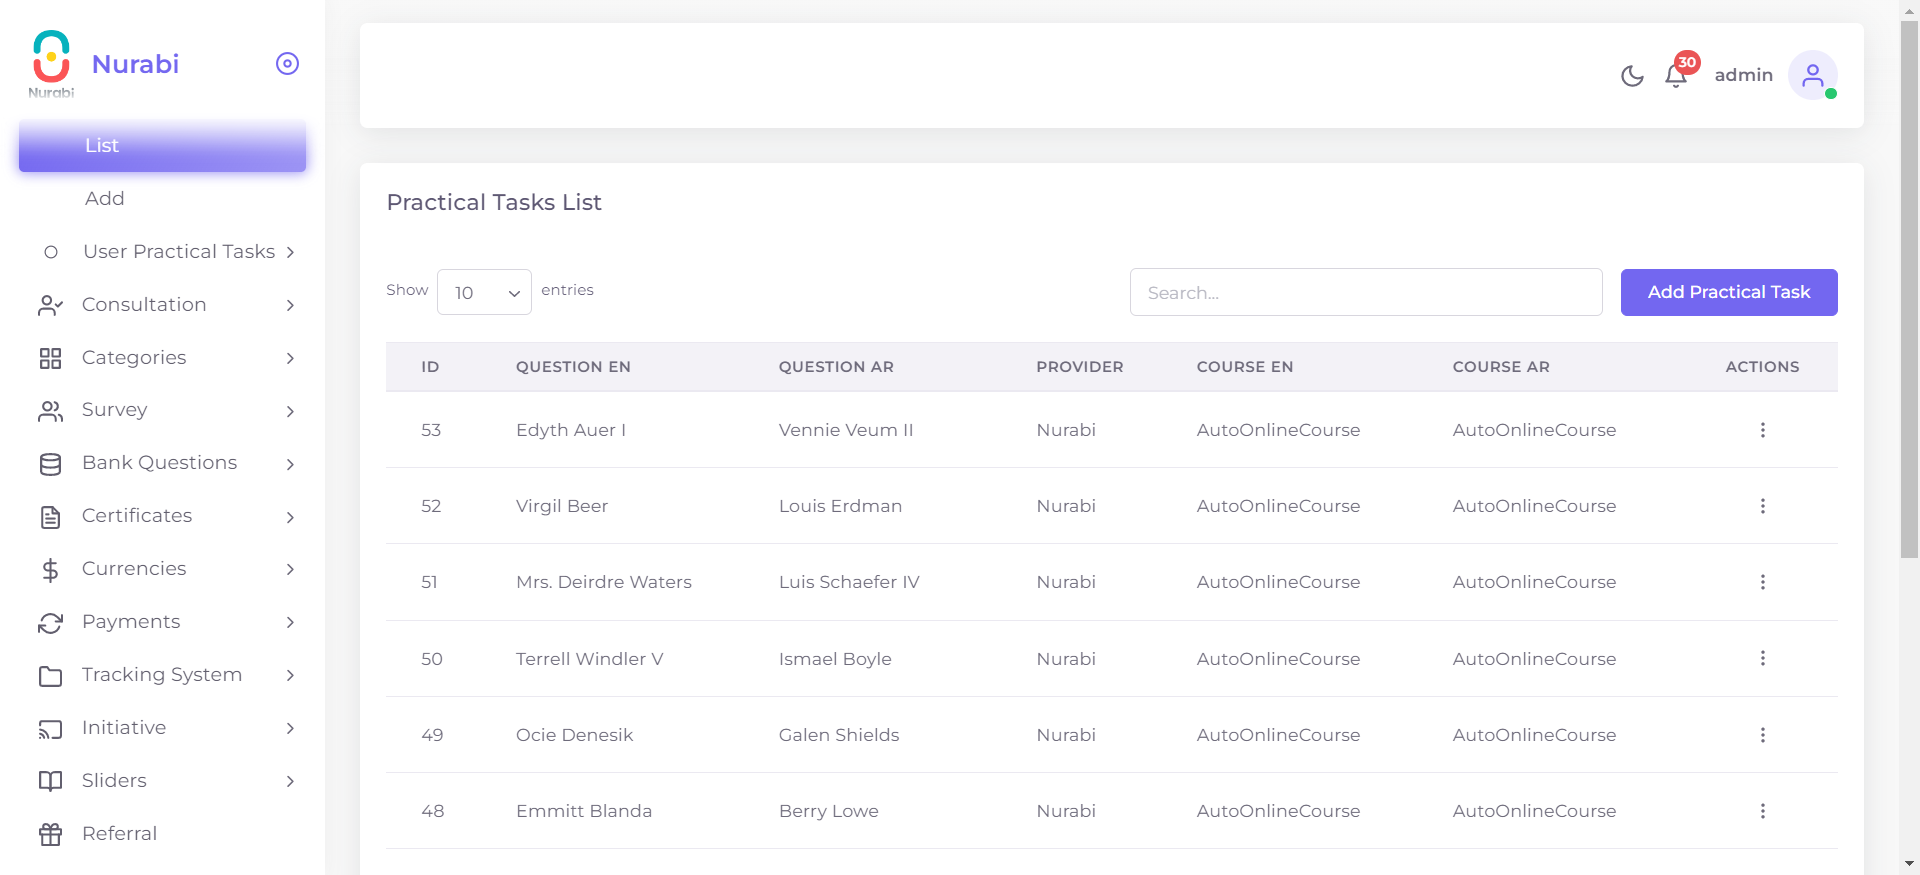 Nurabi
Nurabi
List
Add
User Practical Tasks
Consultation
Categories
Survey
Bank Questions
Certificates
Currencies
Payments
Tracking System
Initiative
Sliders
Referral
30
admin
Practical Tasks List
Show 10 entries
Search...
Add Practical Task
ID QUESTION EN QUESTION AR PROVIDER COURSE EN COURSE AR ACTIONS
53 Edyth Auer I Vennie Veum II Nurabi AutoOnlineCourse AutoOnlineCourse
52 Virgil Beer Louis Erdman Nurabi AutoOnlineCourse AutoOnlineCourse
51 Mrs. Deirdre Waters Luis Schaefer IV Nurabi AutoOnlineCourse AutoOnlineCourse
50 Terrell Windler V Ismael Boyle Nurabi AutoOnlineCourse AutoOnlineCourse
49 Ocie Denesik Galen Shields Nurabi AutoOnlineCourse AutoOnlineCourse
48 Emmitt Blanda Berry Lowe Nurabi AutoOnlineCourse AutoOnlineCourse